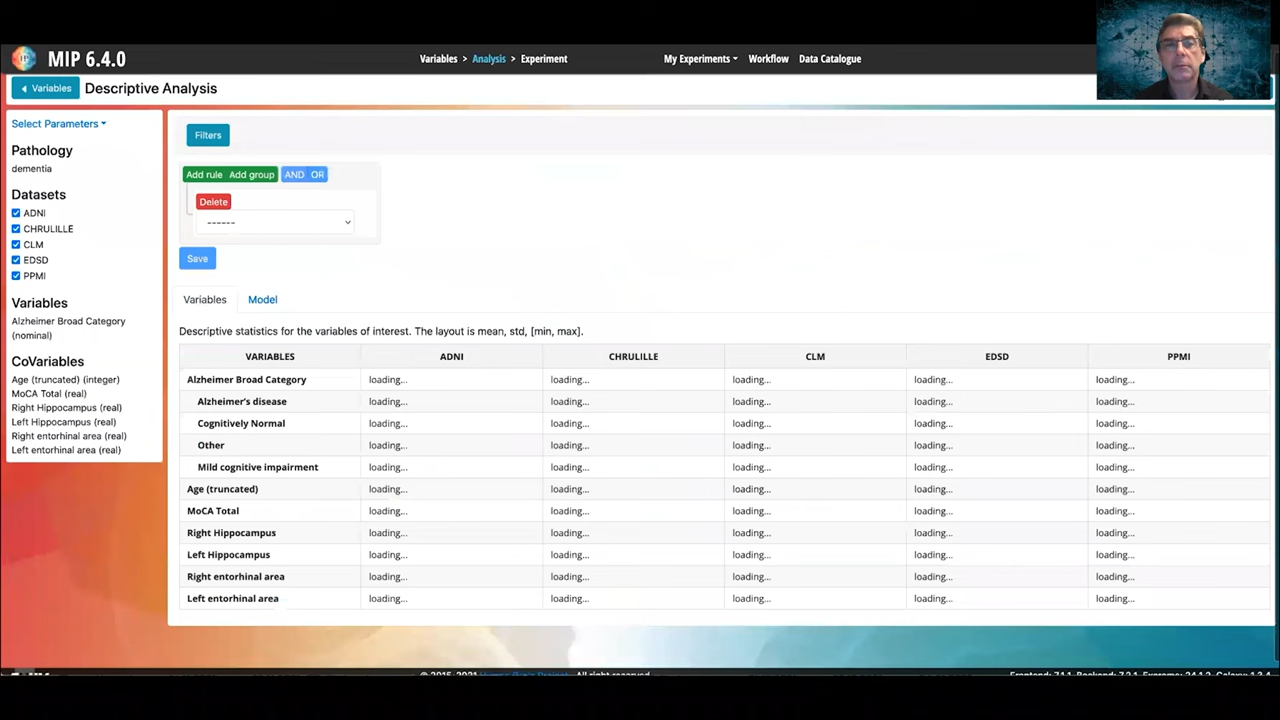 MIP 6.4.0
Variables > Analysis > Experiment
My Experiments Workflow Data Catalogue
Variables
Descriptive Analysis
Select Parameters
Pathology
dementia
Datasets
ADNI
CHRULILLE
CLM
EDSD
PPMI
Variables
Alzheimer Broad Category
(nominal)
CoVariables
Age (truncated) (integer)
MoCA Total (real)
Right Hippocampus (real)
Left Hippocampus (real)
Right entorhinal area (real)
Left entorhinal area (real)
Filters
Add rule Add group AND OR
Delete
------
Save
Variables Model
Descriptive statistics for the variables of interest. The layout is mean, std, [min, max].
VARIABLES ADNI CHRULILLE CLM EDSD PPMI
Alzheimer Broad Category loading... loading... loading... loading... loading...
Alzheimer's disease loading... loading... loading... loading... loading...
Cognitively Normal loading... loading... loading... loading... loading...
Other loading... loading... loading... loading... loading...
Mild cognitive impairment loading... loading... loading... loading... loading...
Age (truncated) loading... loading... loading... loading... loading...
MoCA Total loading... loading... loading... loading... loading...
Right Hippocampus loading... loading... loading... loading... loading...
Left Hippocampus loading... loading... loading... loading... loading...
Right entorhinal area loading... loading... loading... loading... loading...
Left entorhinal area loading... loading... loading... loading... loading...